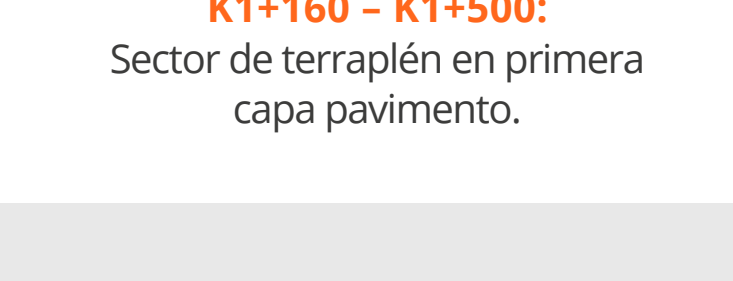 K1+160 – K1+500:
Sector de terraplén en primera
capa pavimento.